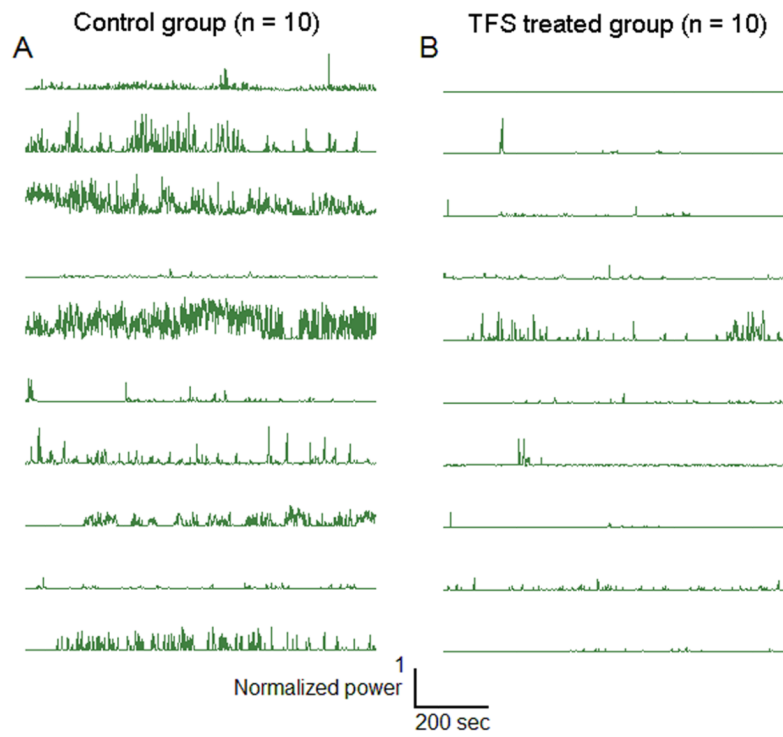 Control group (n = 10)
TFS treated group (n = 10)
A
B
1
Normalized power
200 sec